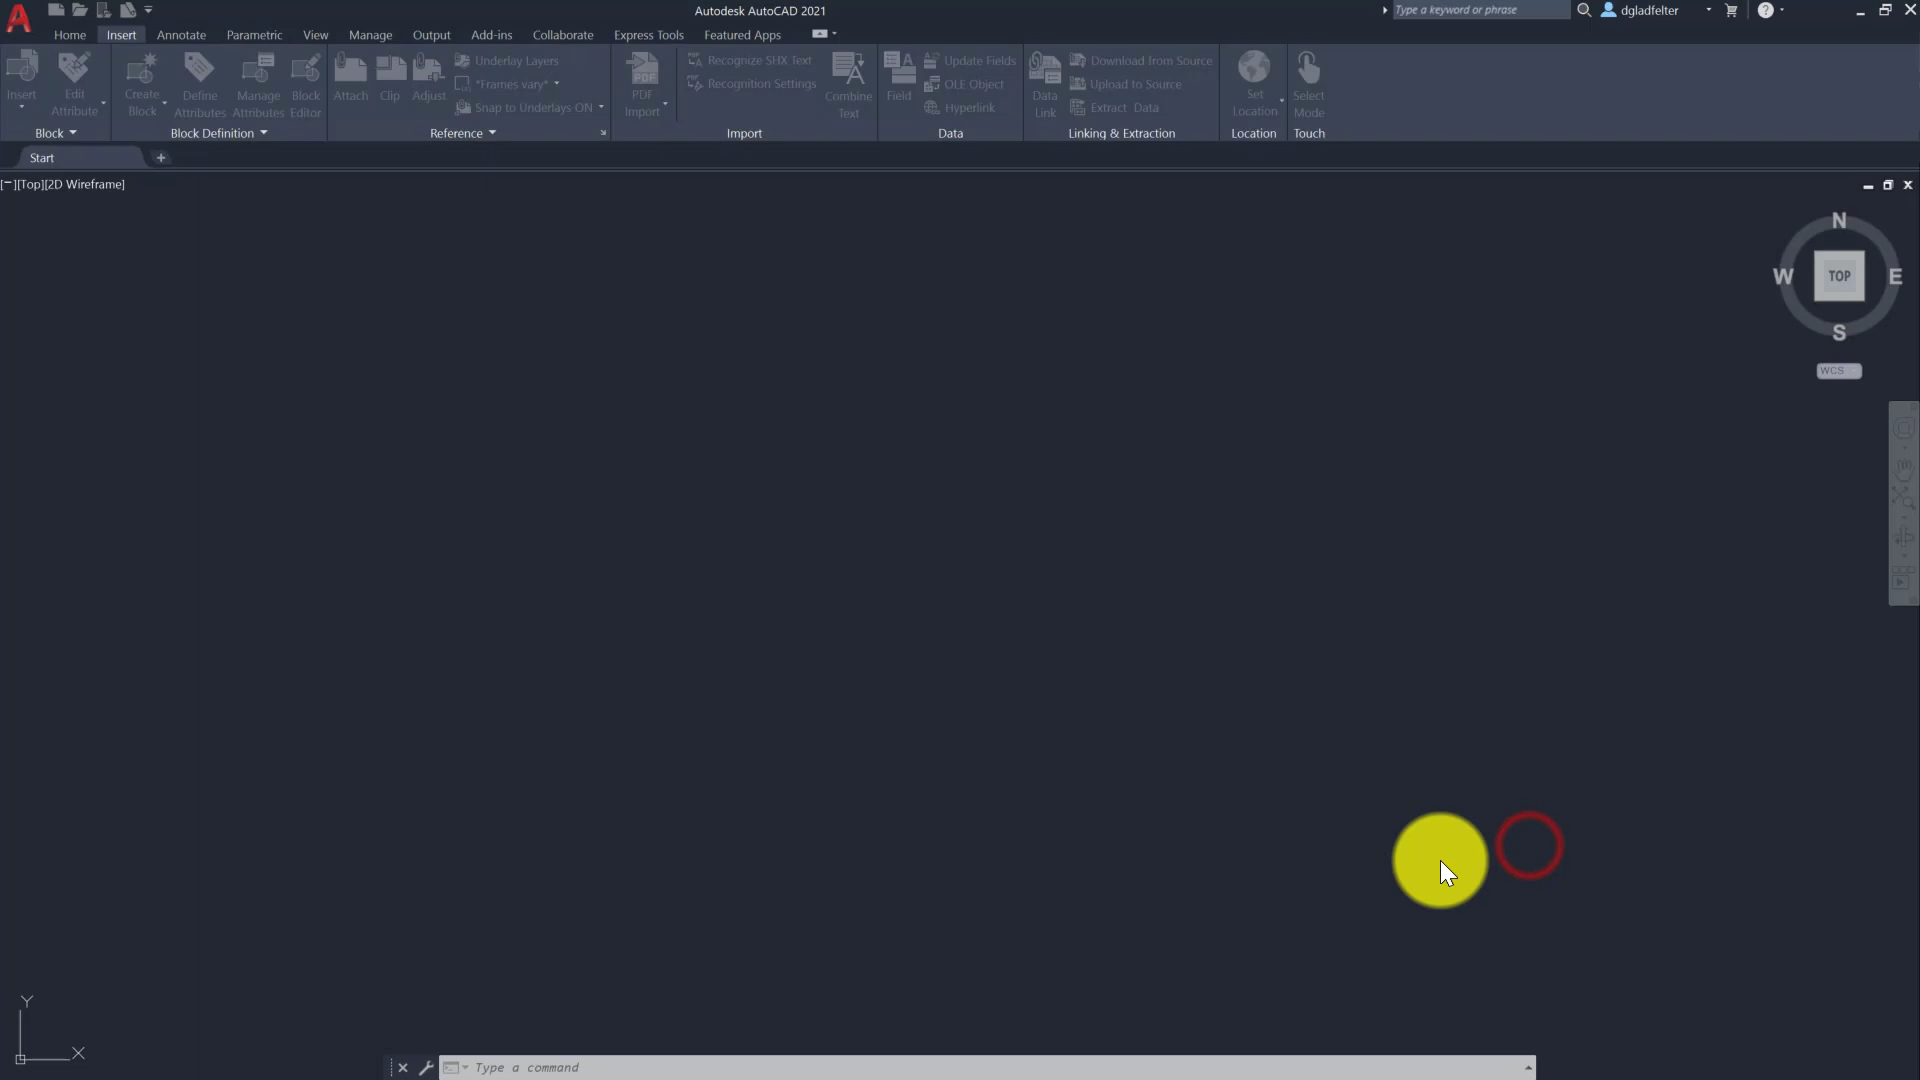 Autodesk AutoCAD 2021
Type a keyword or phrase
dgladfelter
Home Insert Annotate Parametric View Manage Output Add-ins Collaborate Express Tools Featured Apps
Insert
Edit
Attribute
Block
Create
Block
Define
Attributes
Manage
Attributes
Block
Editor
Block Definition
Attach
Clip
Adjust
Underlay Layers
*Frames vary*
Snap to Underlays ON
Reference
PDF
PDF
Import
Recognize SHX Text
Recognition Settings
Combine
Text
Import
Field
Update Fields
OLE Object
Hyperlink
Data
Data
Link
Download from Source
Upload to Source
Extract Data
Linking & Extraction
Set
Location
Location
Select
Mode
Touch
Start
[−][Top][2D Wireframe]
N
W TOP E
S
WCS
Y
X
Type a command